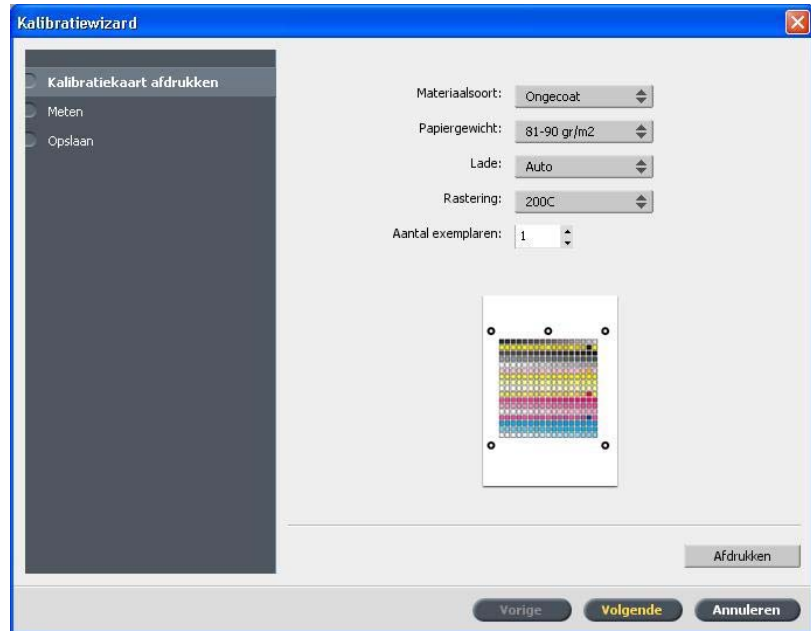 Kalibratiewizard
Kalibratiekaart afdrukken
Meten
Opslaan
Materiaalsoort: Ongecoat
Papiergewicht: 81-90 gr/m2
Lade: Auto
Rastering: 200C
Aantal exemplaren: 1
Afdrukken
Vorige Volgende Annuleren